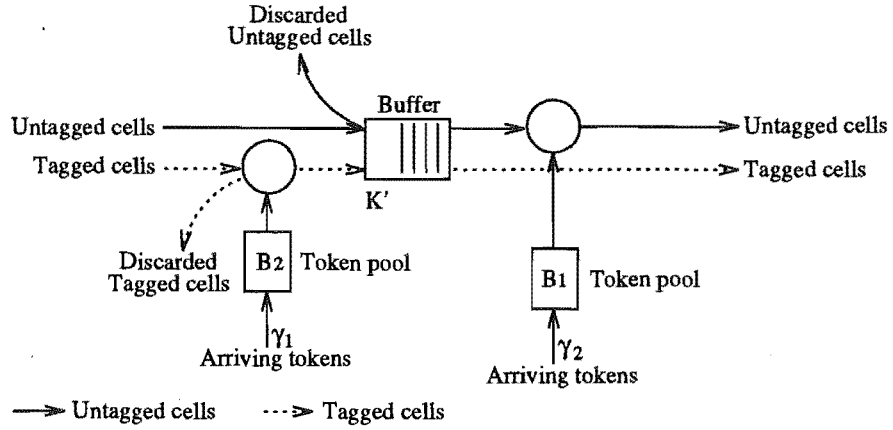 Discarded
Untagged cells
Buffer
Untagged cells
Untagged cells
Tagged cells
Tagged cells
K'
Discarded
Tagged cells
B2
Token pool
B1
Token pool
γ1
Arriving tokens
γ2
Arriving tokens
Untagged cells
Tagged cells